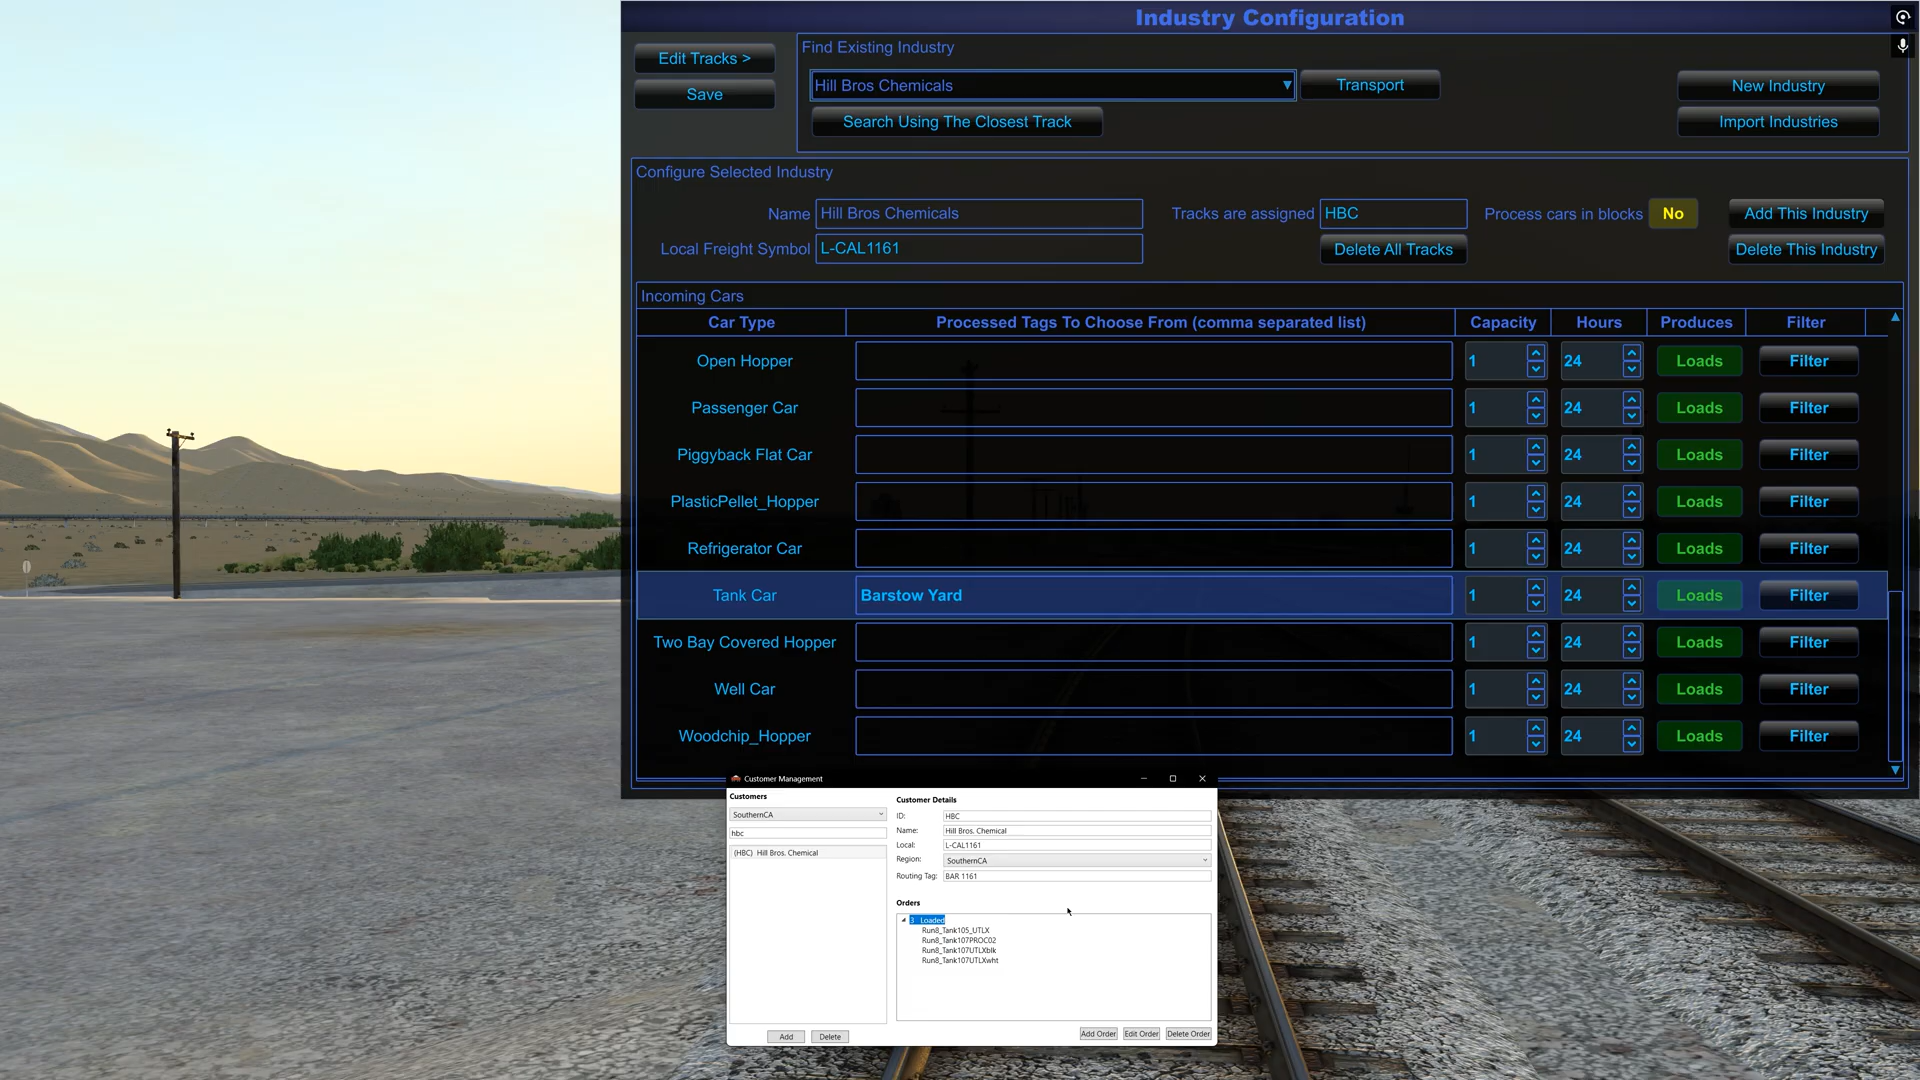 Industry Configuration
Edit Tracks >
Save
Find Existing Industry
Hill Bros Chemicals
Transport
Search Using The Closest Track
New Industry
Import Industries
Configure Selected Industry
Name Hill Bros Chemicals Tracks are assigned HBC Process cars in blocks No Add This Industry
Local Freight Symbol L-CAL1161 Delete All Tracks Delete This Industry
Incoming Cars
Car Type Processed Tags To Choose From (comma separated list) Capacity Hours Produces Filter
Open Hopper 1 24 Loads Filter
Passenger Car 1 24 Loads Filter
Piggyback Flat Car 1 24 Loads Filter
PlasticPellet_Hopper 1 24 Loads Filter
Refrigerator Car 1 24 Loads Filter
Tank Car Barstow Yard 1 24 Loads Filter
Two Bay Covered Hopper 1 24 Loads Filter
Well Car 1 24 Loads Filter
Woodchip_Hopper 1 24 Loads Filter
Customer Management
Customers
SouthernCA
hbc
(HBC) Hill Bros. Chemical
Add Delete
Customer Details
ID: HBC
Name: Hill Bros. Chemical
Local: L-CAL1161
Region: SouthernCA
Routing Tag: BAR 1161
Orders
3 Loaded
Run8_Tank105_UTLX
Run8_Tank107PROC02
Run8_Tank107UTLXblk
Run8_Tank107UTLXwht
Add Order Edit Order Delete Order